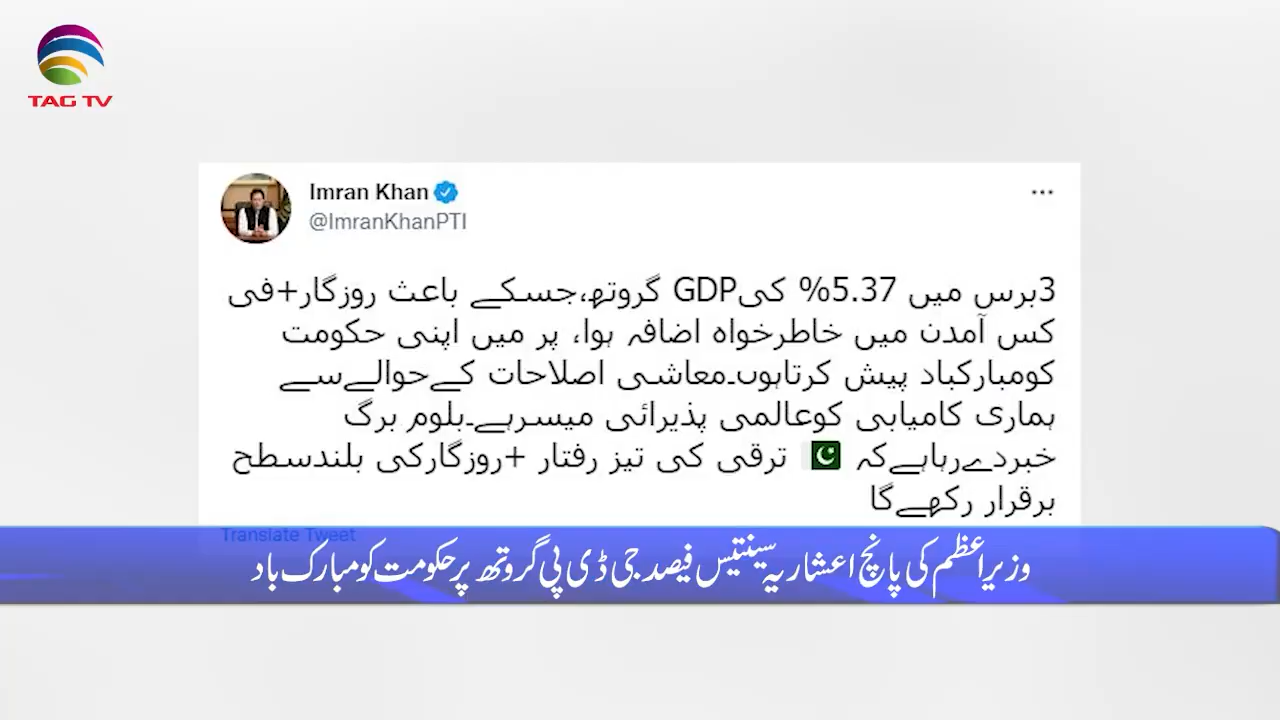 TAG TV
Imran Khan
@ImranKhanPTI
3برس میں 5.37% کیGDP گروتھ،جسکے باعث روزگار+فی
کس آمدن میں خاطرخواہ اضافہ ہوا، پر میں اپنی حکومت
کومبارکباد پیش کرتاہوں۔معاشی اصلاحات کےحوالےسے
ہماری کامیابی کوعالمی پذیرائی میسرہے۔بلوم برگ
خبردےرہاہےکہ 🇵🇰 ترقی کی تیز رفتار +روزگارکی بلندسطح
برقرار رکھےگا
Translate Tweet
وزیراعظم کی پانچ اعشاریہ سینتیس فیصد جی ڈی پی گروتھ پر حکومت کو مبارک باد